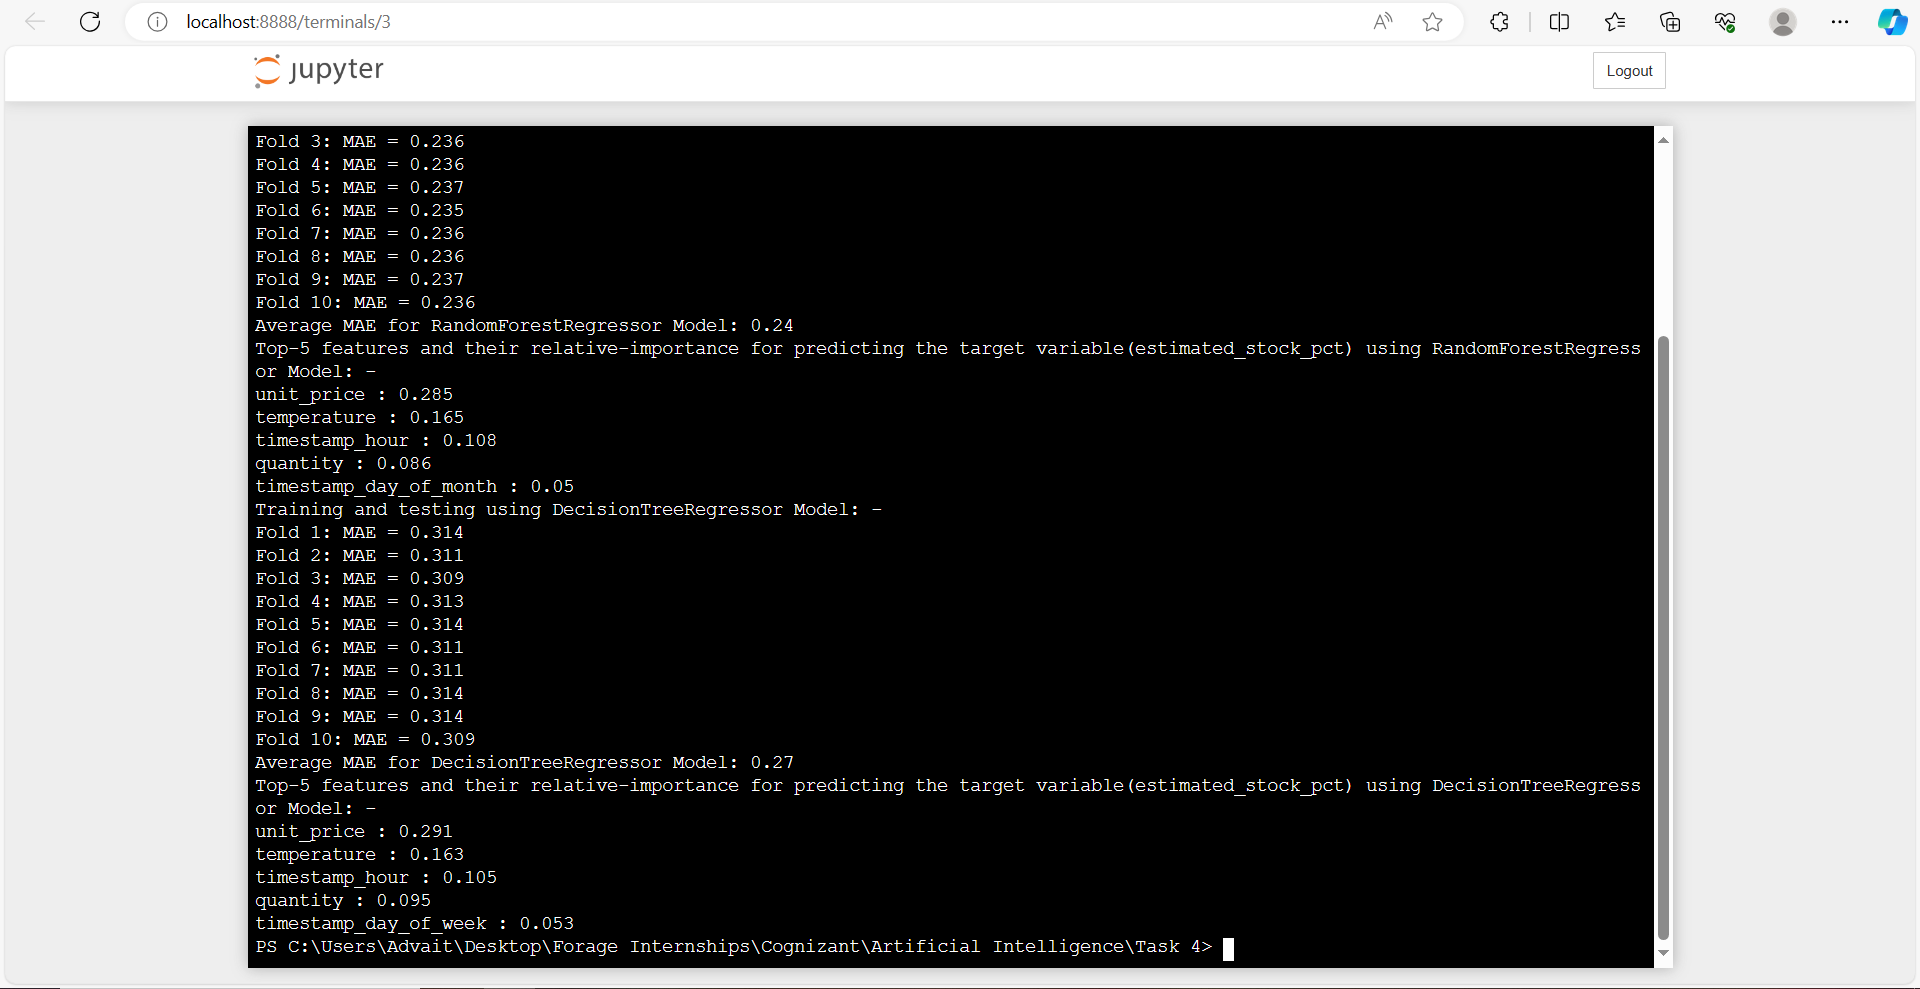 localhost:8888/terminals/3
jupyter
Logout
Fold 3: MAE = 0.236
Fold 4: MAE = 0.236
Fold 5: MAE = 0.237
Fold 6: MAE = 0.235
Fold 7: MAE = 0.236
Fold 8: MAE = 0.236
Fold 9: MAE = 0.237
Fold 10: MAE = 0.236
Average MAE for RandomForestRegressor Model: 0.24
Top-5 features and their relative-importance for predicting the target variable(estimated_stock_pct) using RandomForestRegress
or Model: -
unit_price : 0.285
temperature : 0.165
timestamp_hour : 0.108
quantity : 0.086
timestamp_day_of_month : 0.05
Training and testing using DecisionTreeRegressor Model: -
Fold 1: MAE = 0.314
Fold 2: MAE = 0.311
Fold 3: MAE = 0.309
Fold 4: MAE = 0.313
Fold 5: MAE = 0.314
Fold 6: MAE = 0.311
Fold 7: MAE = 0.311
Fold 8: MAE = 0.314
Fold 9: MAE = 0.314
Fold 10: MAE = 0.309
Average MAE for DecisionTreeRegressor Model: 0.27
Top-5 features and their relative-importance for predicting the target variable(estimated_stock_pct) using DecisionTreeRegress
or Model: -
unit_price : 0.291
temperature : 0.163
timestamp_hour : 0.105
quantity : 0.095
timestamp_day_of_week : 0.053
PS C:\Users\Advait\Desktop\Forage Internships\Cognizant\Artificial Intelligence\Task 4>